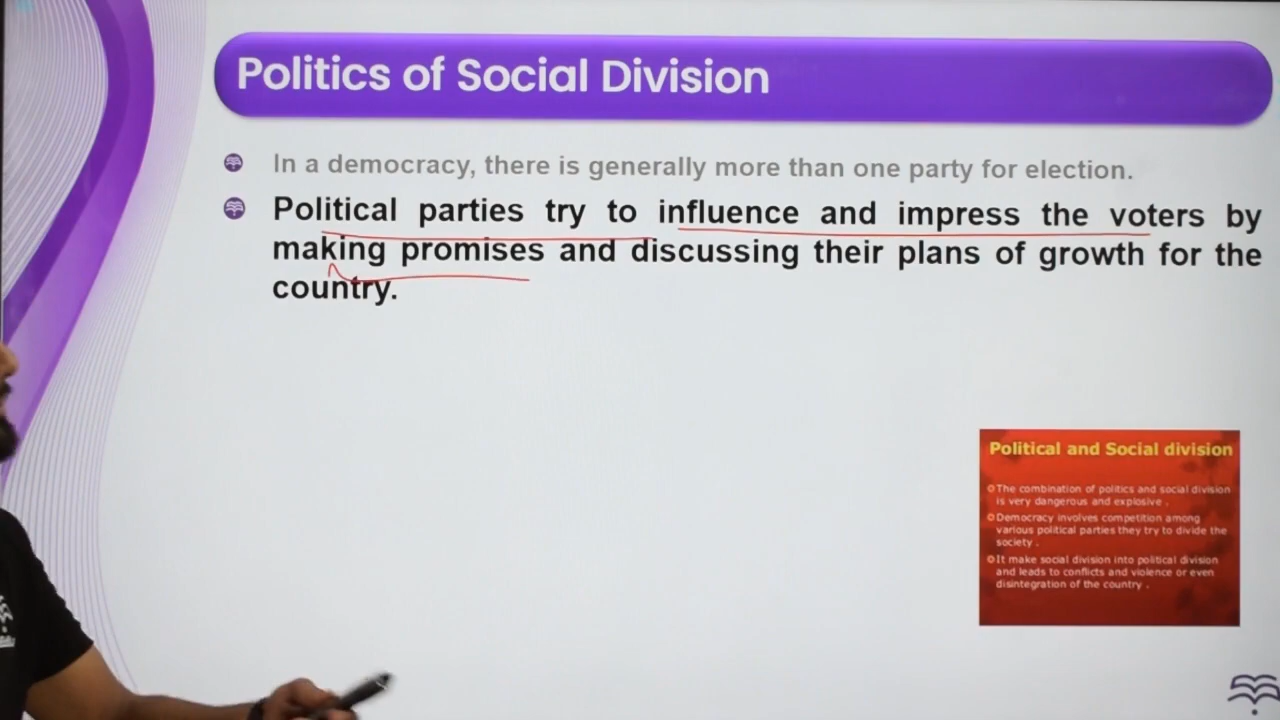 Politics of Social Division
In a democracy, there is generally more than one party for election.
Political parties try to influence and impress the voters by
making promises and discussing their plans of growth for the
country.
Political and Social division
The combination of politics and social division
is very dangerous and explosive .
Democracy involves competition among
various political parties they try to divide the
society .
It make social division into political division
and leads to conflicts and violence or even
disintegration of the country .